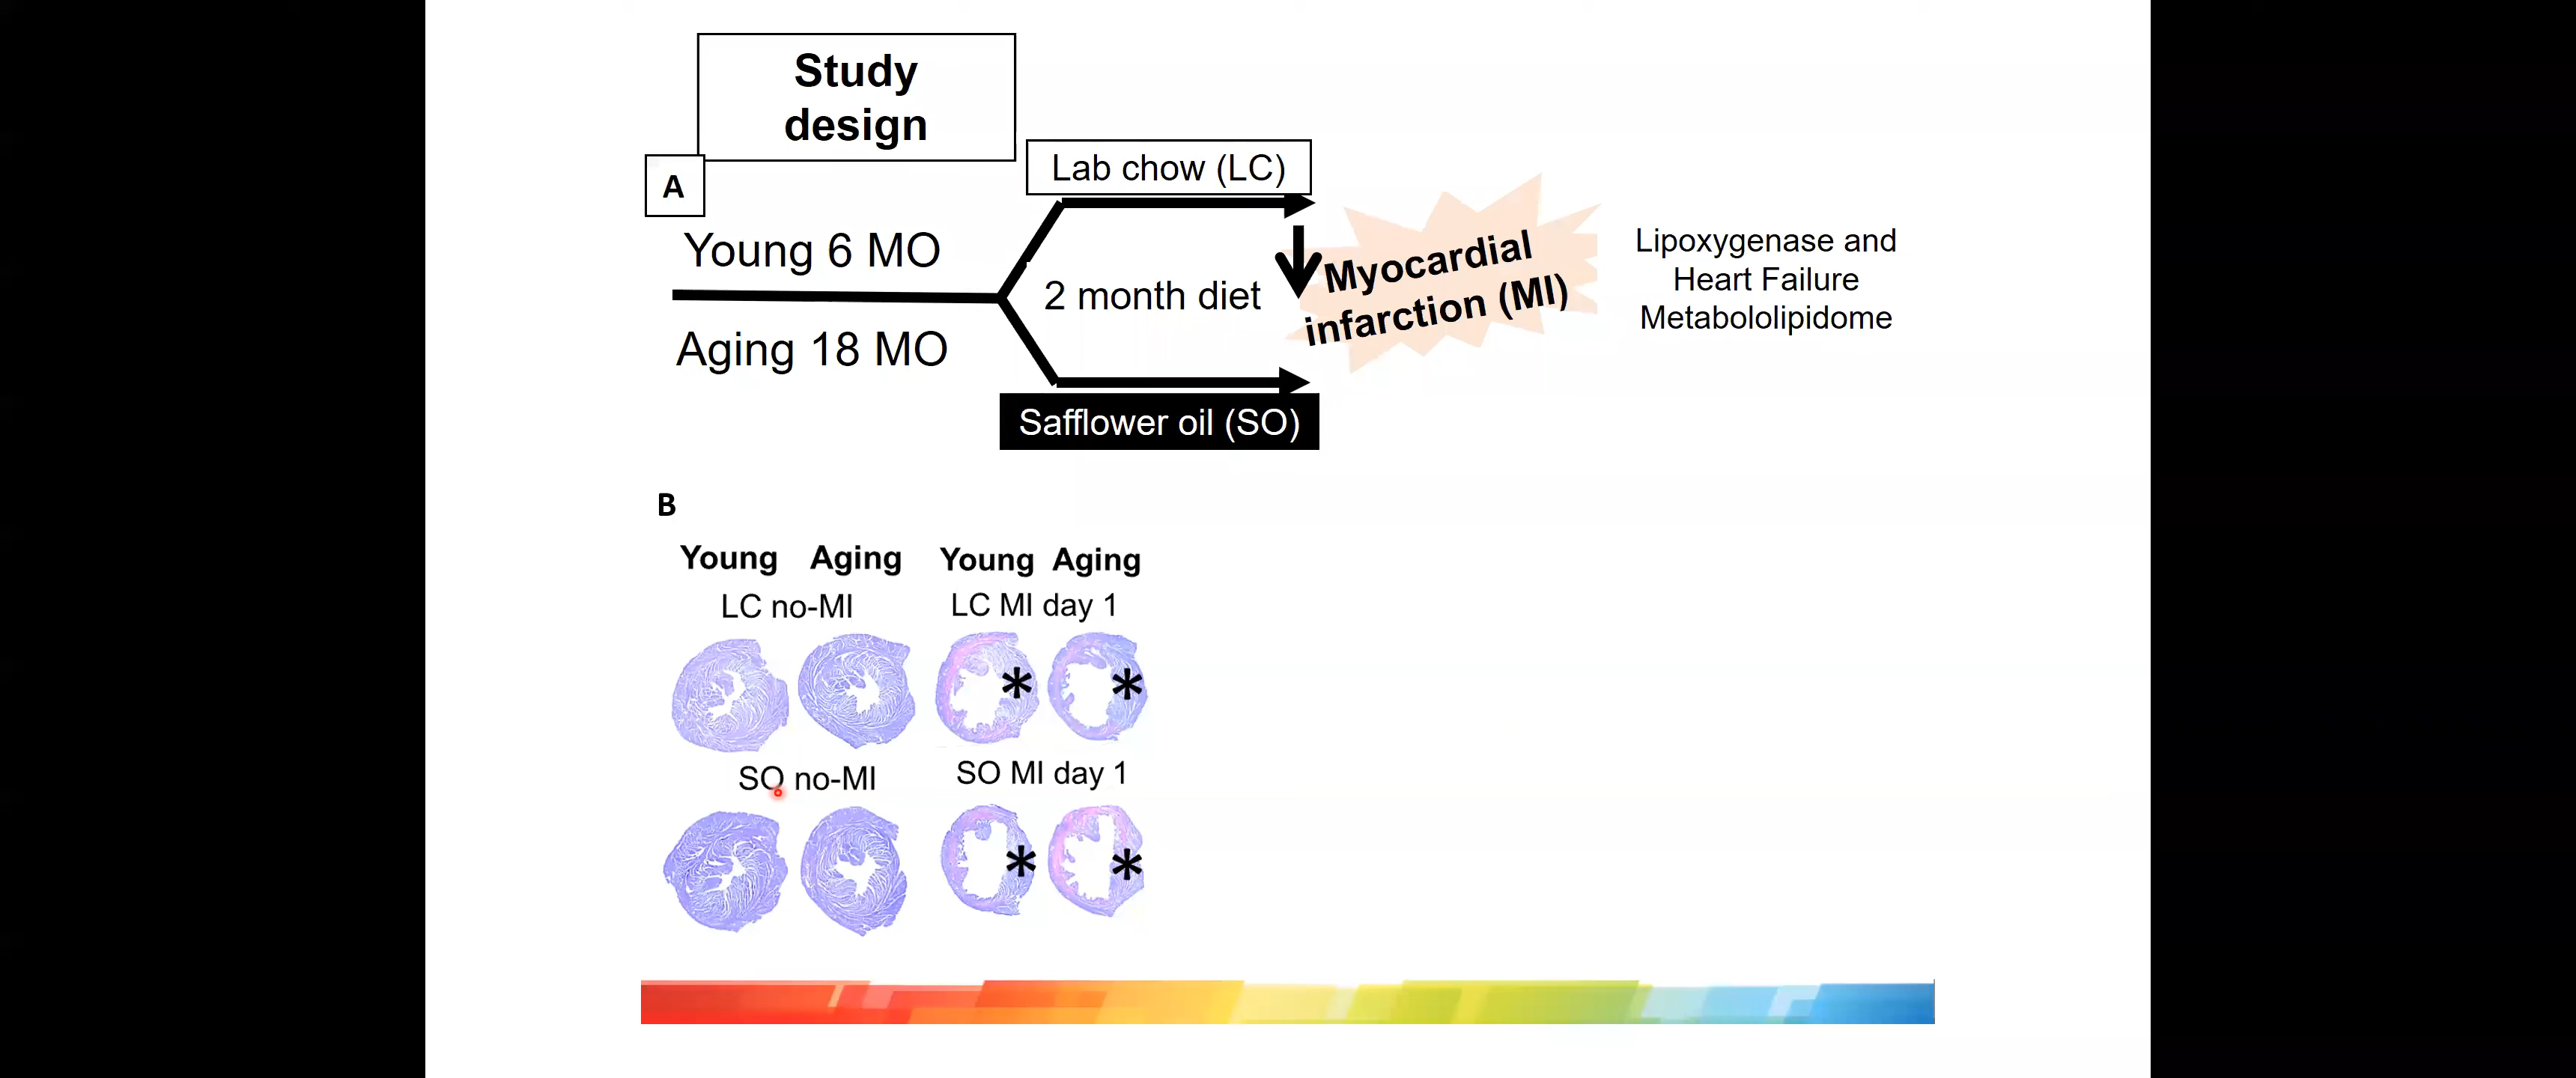 Study
design
A
Lab chow (LC)
Young 6 MO
2 month diet
Aging 18 MO
Safflower oil (SO)
Myocardial
infarction (MI)
Lipoxygenase and
Heart Failure
Metabololipidome
B
Young Aging Young Aging
LC no-MI LC MI day 1
* *
SO no-MI SO MI day 1
* *